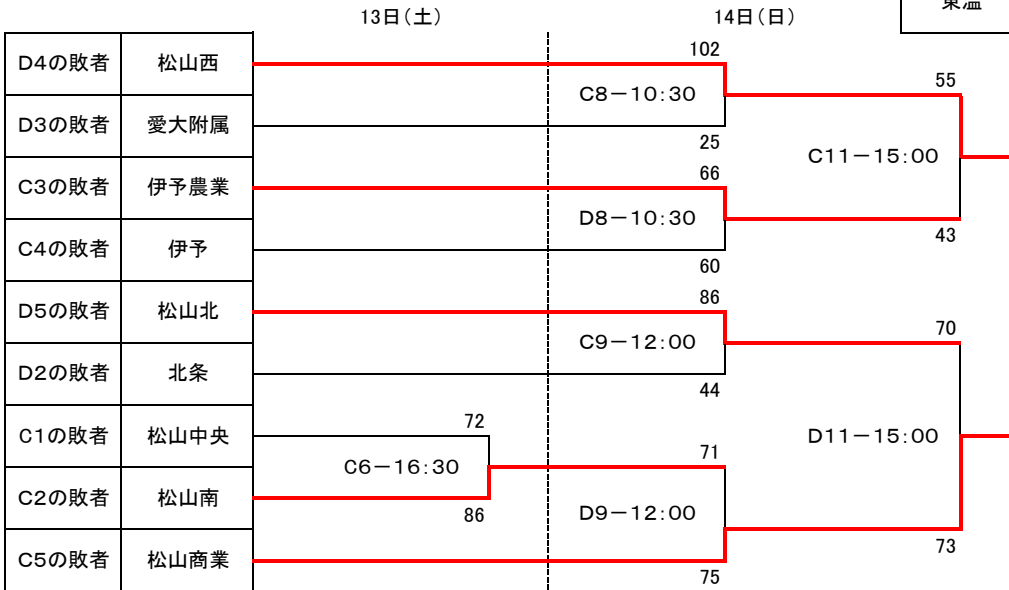 東温
13日(土)
14日(日)
D4の敗者 松山西
102
C8-10:30
55
D3の敗者 愛大附属
25
C11-15:00
C3の敗者 伊予農業
66
D8-10:30
43
C4の敗者 伊予
60
D5の敗者 松山北
86
C9-12:00
70
D2の敗者 北条
44
C1の敗者 松山中央
72
D11-15:00
C6-16:30
71
C2の敗者 松山南
86
D9-12:00
73
C5の敗者 松山商業
75